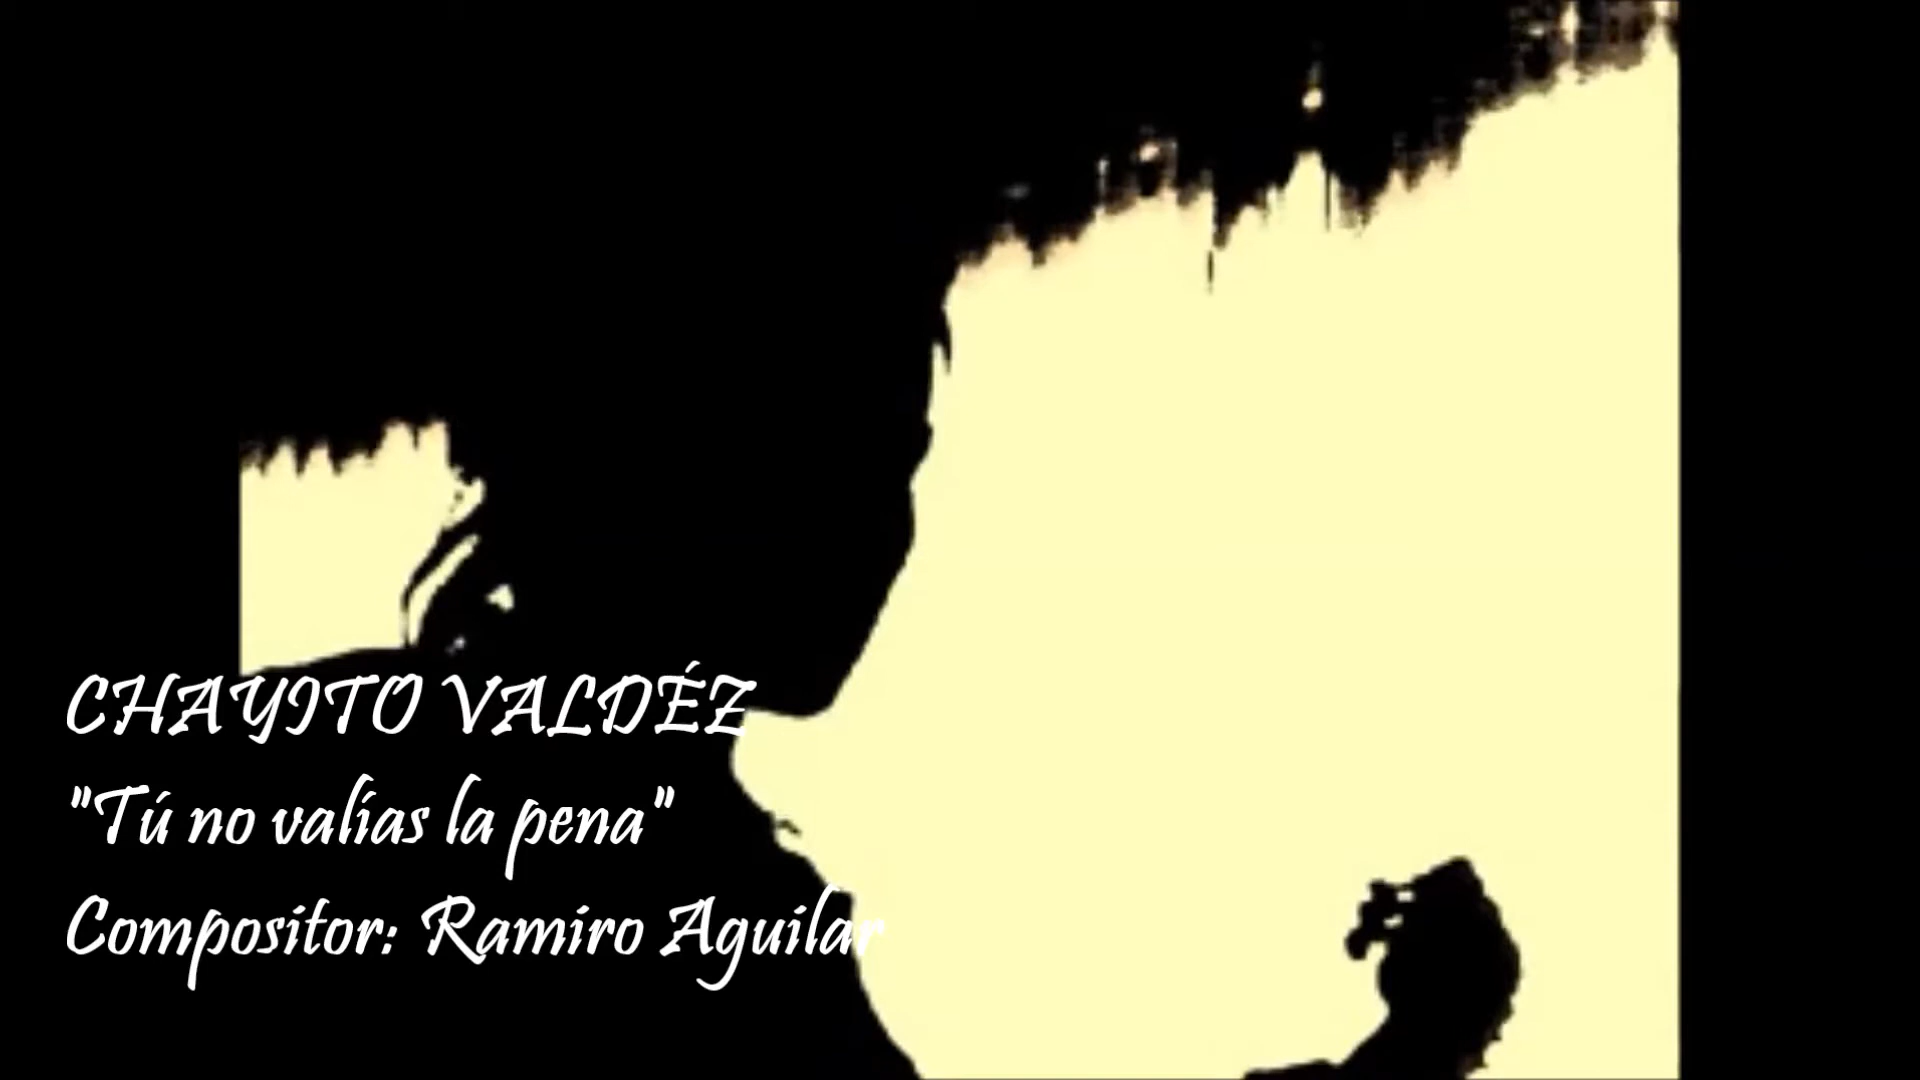 CHAYITO VALDÉZ
"Tú no valías la pena"
Compositor: Ramiro Aguilar